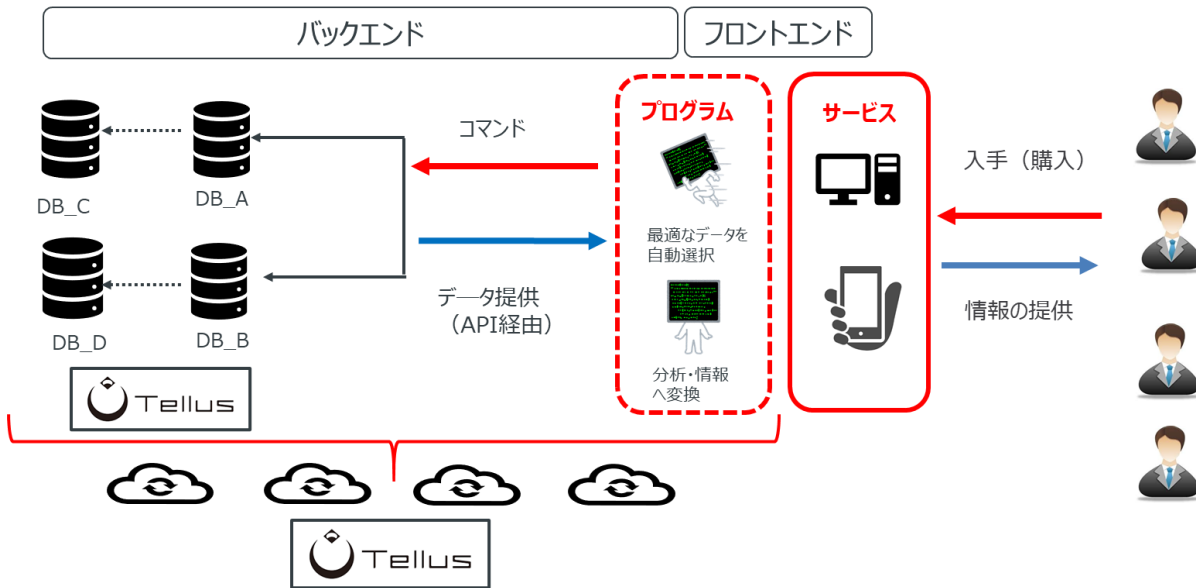 バックエンド
フロントエンド
プログラム
サービス
コマンド
入手（購入）
DB_C
DB_A
最適なデータを
自動選択
データ提供
（API経由）
情報の提供
DB_D
DB_B
分析・情報
へ変換
Tellus
Tellus